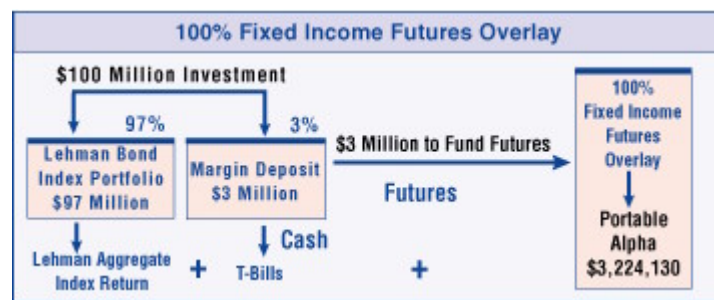 100% Fixed Income Futures Overlay
$100 Million Investment
97%
3%
Lehman Bond
Index Portfolio
$97 Million
Margin Deposit
$3 Million
$3 Million to Fund Futures
Futures
100%
Fixed Income
Futures
Overlay
Portable
Alpha
$3,224,130
Cash
Lehman Aggregate
Index Return
+
T-Bills
+